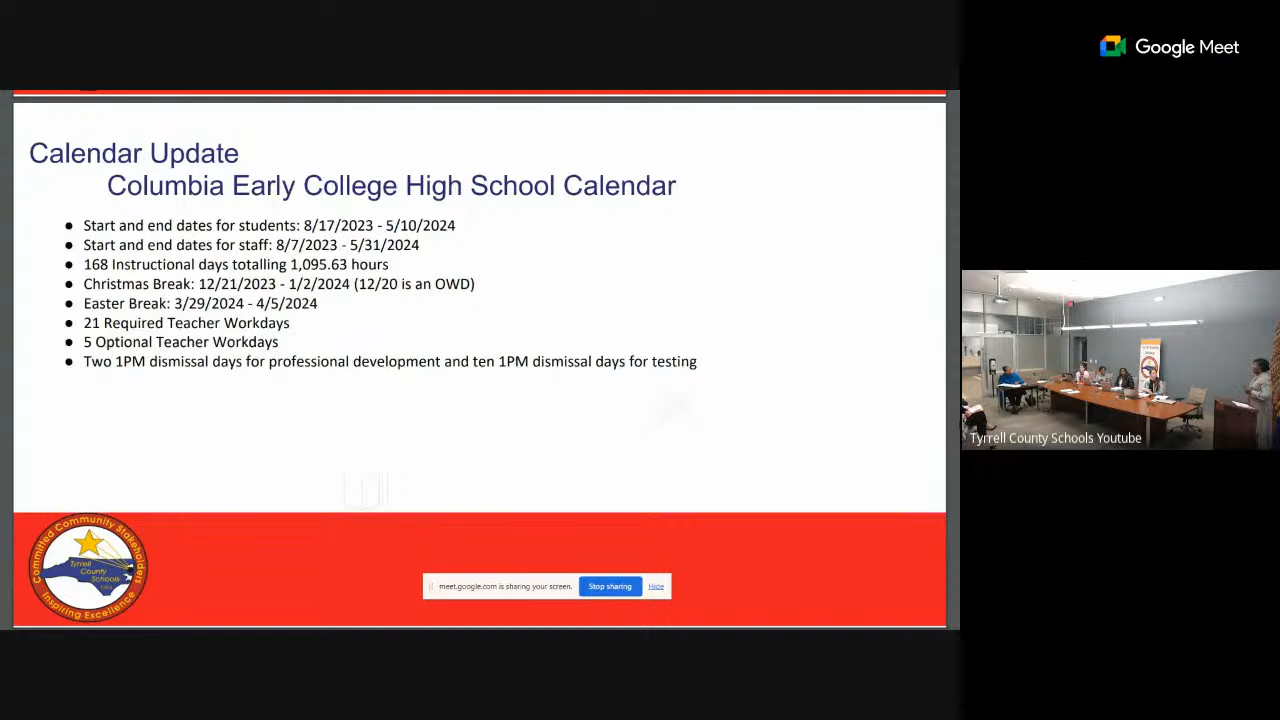 Google Meet
Calendar Update
Columbia Early College High School Calendar
● Start and end dates for students: 8/17/2023 - 5/10/2024
● Start and end dates for staff: 8/7/2023 - 5/31/2024
● 168 Instructional days totalling 1,095.63 hours
● Christmas Break: 12/21/2023 - 1/2/2024 (12/20 is an OWD)
● Easter Break: 3/29/2024 - 4/5/2024
● 21 Required Teacher Workdays
● 5 Optional Teacher Workdays
● Two 1PM dismissal days for professional development and ten 1PM dismissal days for testing
Tyrrell County Schools Youtube
Committed Community Stakeholders
Tyrrell
County
Schools
Inspiring Excellence
meet.google.com is sharing your screen.
Stop sharing
Hide